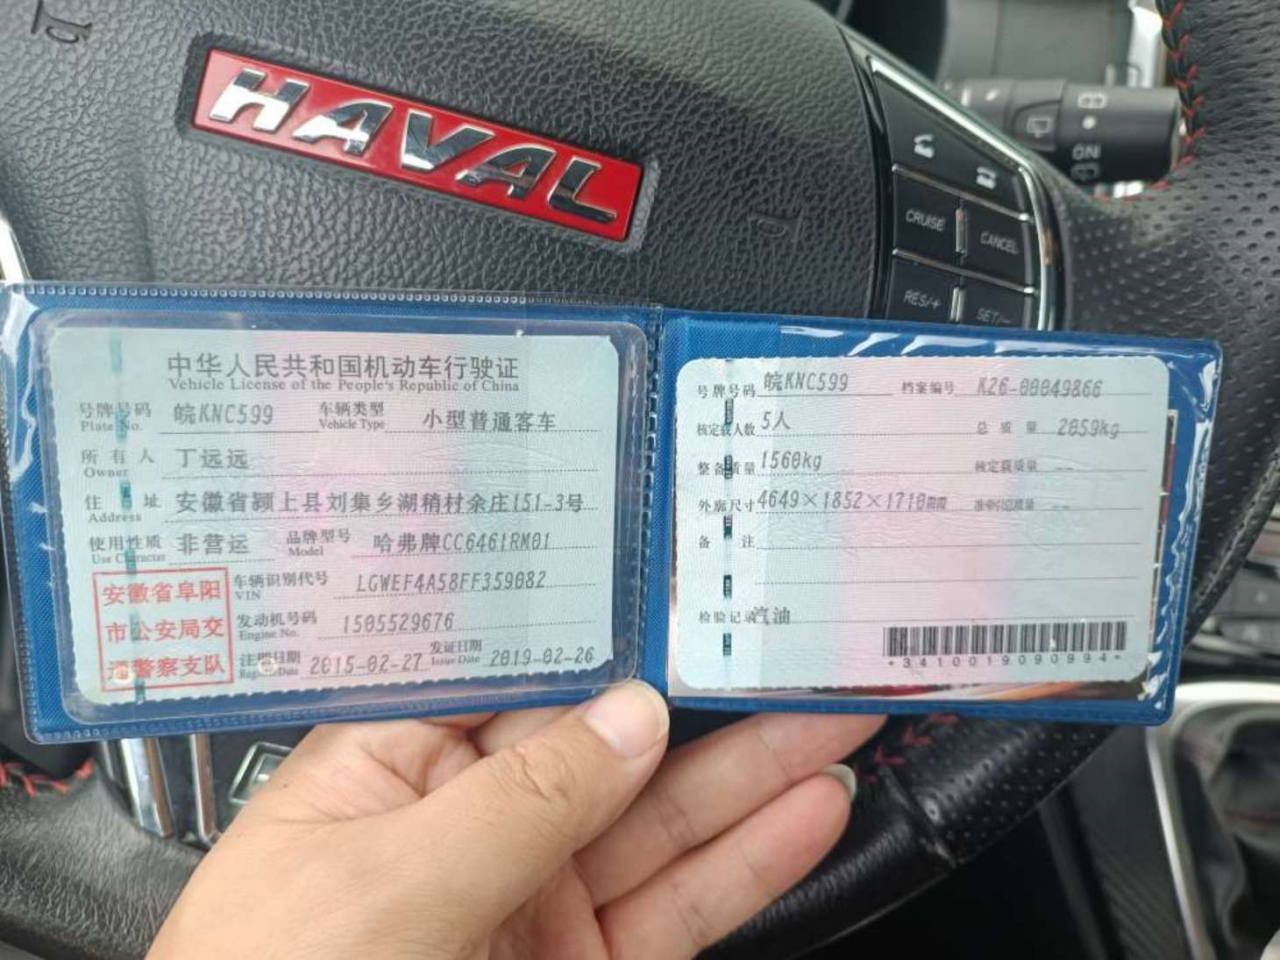 HAVAL
CRUISE
CANCEL
RES/+
SET/-
ON
中华人民共和国机动车行驶证
Vehicle License of the People's Republic of China
号牌号码 皖KNC599 车辆类型 小型普通客车
Plate No. Vehicle Type
所有人 丁远远
Owner
住址 安徽省颍上县刘集乡湖稍村余庄151-3号
Address
使用性质 非营运 品牌型号 哈弗牌CC6461RM01
Use Character Model
车辆识别代号 LGWEF4A58FF359082
VIN
发动机号码 1505529676
Engine No.
注册日期 2015-02-27 发证日期 2019-02-26
Register Date Issue Date
安徽省阜阳
市公安局交
通警察支队
号牌号码 皖KNC599 档案编号 K26-00049866
核定载人数 5人 总质量 2059kg
整备质量 1560kg 核定载质量 --
外廓尺寸 4649×1852×1710 准牵引总质量 --
备注
检验记录 汽油
*3410019090994*